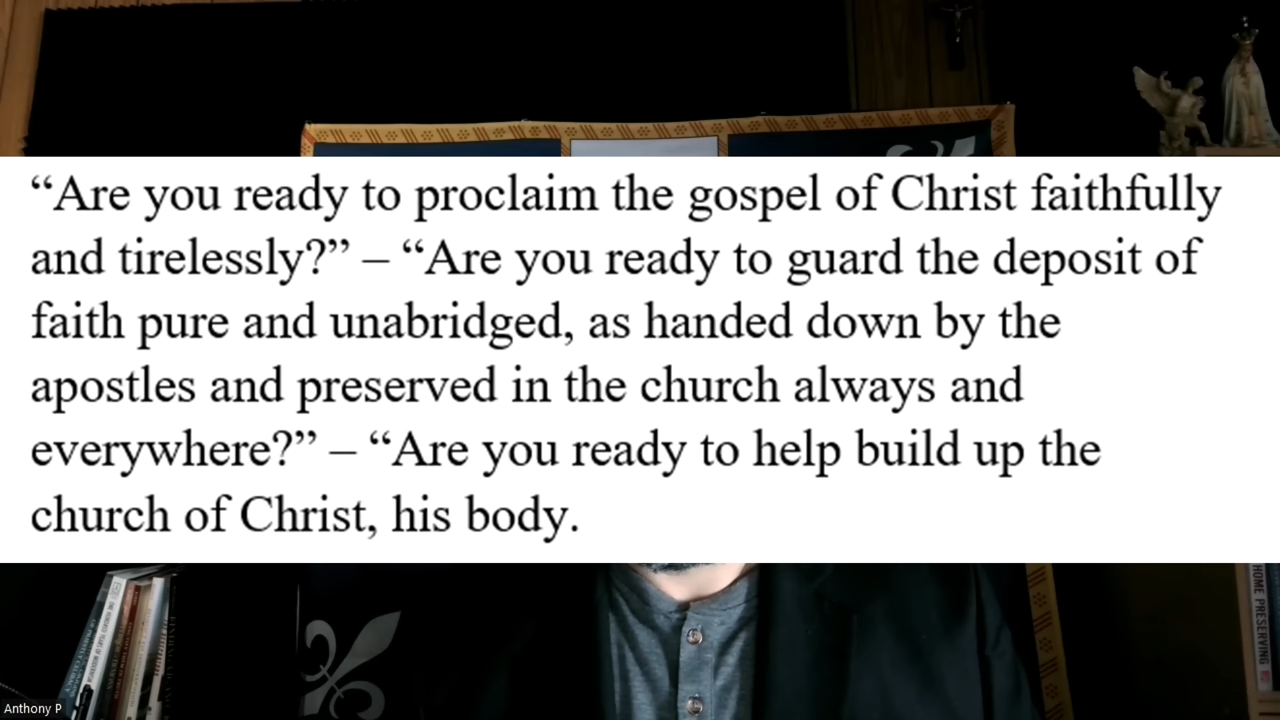 “Are you ready to proclaim the gospel of Christ faithfully
and tirelessly?” – “Are you ready to guard the deposit of
faith pure and unabridged, as handed down by the
apostles and preserved in the church always and
everywhere?” – “Are you ready to help build up the
church of Christ, his body.
HOME PRESERVING
Anthony P